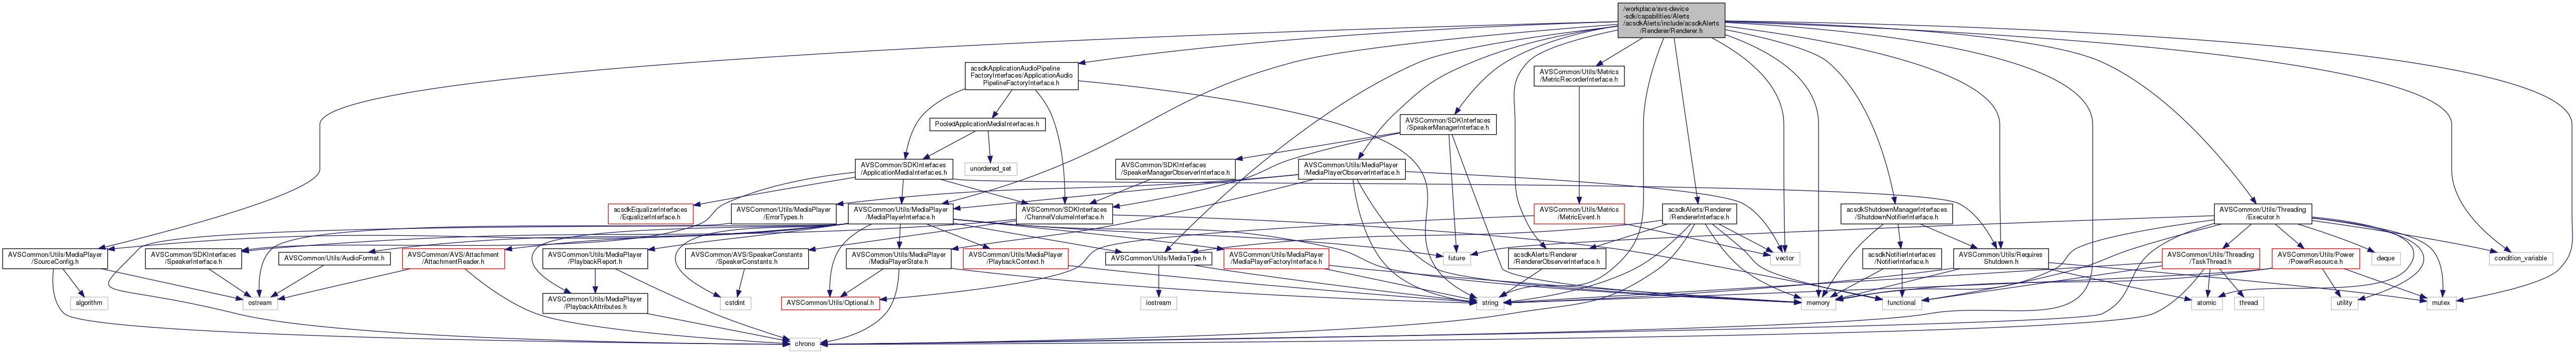 /workplace/avs-device
-sdk/capabilities/Alerts
/acsdkAlerts/include/acsdkAlerts
/Renderer/Renderer.h
acsdkApplicationAudioPipeline
FactoryInterfaces/ApplicationAudio
PipelineFactoryInterface.h
AVSCommon/Utils/Metrics
/MetricRecorderInterface.h
PooledApplicationMediaInterfaces.h
AVSCommon/SDKInterfaces
/SpeakerManagerInterface.h
AVSCommon/SDKInterfaces
/ApplicationMediaInterfaces.h
unordered_set
AVSCommon/SDKInterfaces
/SpeakerManagerObserverInterface.h
AVSCommon/Utils/MediaPlayer
/MediaPlayerObserverInterface.h
acsdkEqualizerInterfaces
/EqualizerInterface.h
AVSCommon/Utils/MediaPlayer
/ErrorTypes.h
AVSCommon/Utils/MediaPlayer
/MediaPlayerInterface.h
AVSCommon/SDKInterfaces
/ChannelVolumeInterface.h
AVSCommon/Utils/Metrics
/MetricEvent.h
acsdkAlerts/Renderer
/RendererInterface.h
acsdkShutdownManagerInterfaces
/ShutdownNotifierInterface.h
AVSCommon/Utils/Threading
/Executor.h
AVSCommon/Utils/MediaPlayer
/SourceConfig.h
AVSCommon/SDKInterfaces
/SpeakerInterface.h
AVSCommon/Utils/AudioFormat.h
AVSCommon/AVS/Attachment
/AttachmentReader.h
AVSCommon/Utils/MediaPlayer
/PlaybackReport.h
AVSCommon/AVS/SpeakerConstants
/SpeakerConstants.h
AVSCommon/Utils/MediaPlayer
/MediaPlayerState.h
AVSCommon/Utils/MediaPlayer
/PlaybackContext.h
AVSCommon/Utils/MediaType.h
AVSCommon/Utils/MediaPlayer
/MediaPlayerFactoryInterface.h
future
acsdkAlerts/Renderer
/RendererObserverInterface.h
vector
acsdkNotifierInterfaces
/NotifierInterface.h
AVSCommon/Utils/Requires
Shutdown.h
AVSCommon/Utils/Threading
/TaskThread.h
AVSCommon/Utils/Power
/PowerResource.h
deque
condition_variable
algorithm
ostream
AVSCommon/Utils/MediaPlayer
/PlaybackAttributes.h
cstdint
AVSCommon/Utils/Optional.h
iostream
string
memory
functional
atomic
thread
utility
mutex
chrono